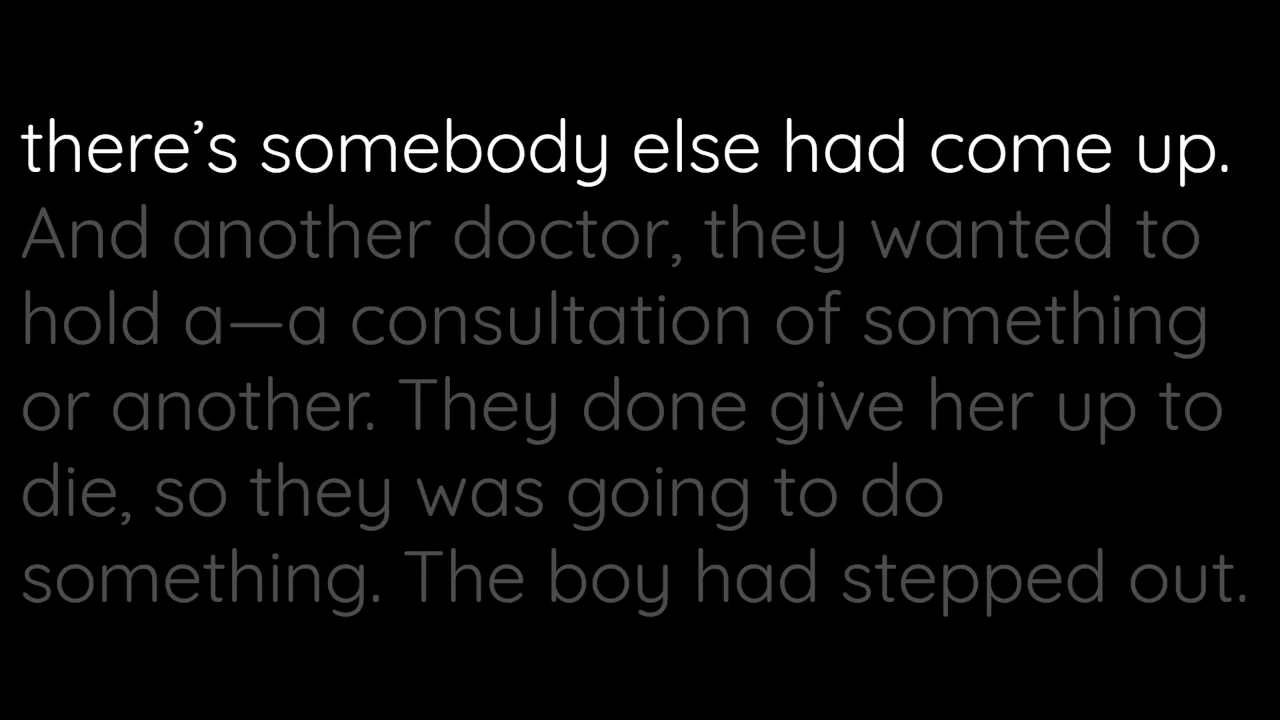 there’s somebody else had come up.
And another doctor, they wanted to
hold a—a consultation of something
or another. They done give her up to
die, so they was going to do
something. The boy had stepped out.